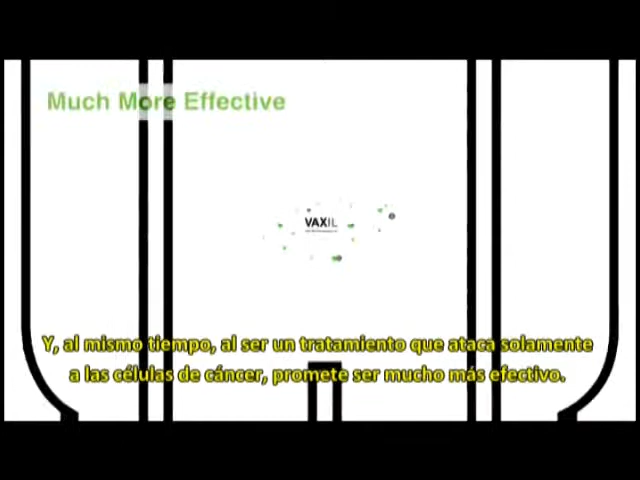 Much More Effective
VAXIL
Y, al mismo tiempo, al ser un tratamiento que ataca solamente
a las células de cáncer, promete ser mucho más efectivo.